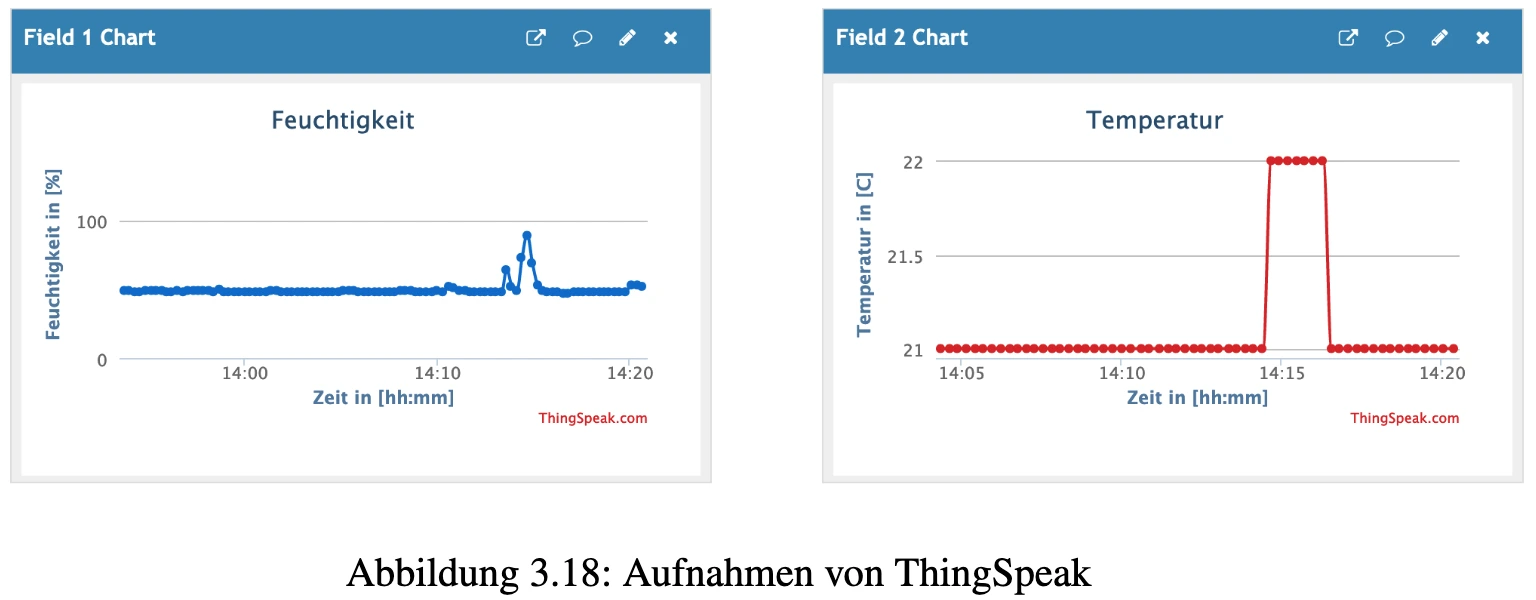 Field 1 Chart
Feuchtigkeit
Feuchtigkeit in [%]
100
0
14:00 14:10 14:20
Zeit in [hh:mm]
ThingSpeak.com
Field 2 Chart
Temperatur
Temperatur in [C]
22
21.5
21
14:05 14:10 14:15 14:20
Zeit in [hh:mm]
ThingSpeak.com
Abbildung 3.18: Aufnahmen von ThingSpeak